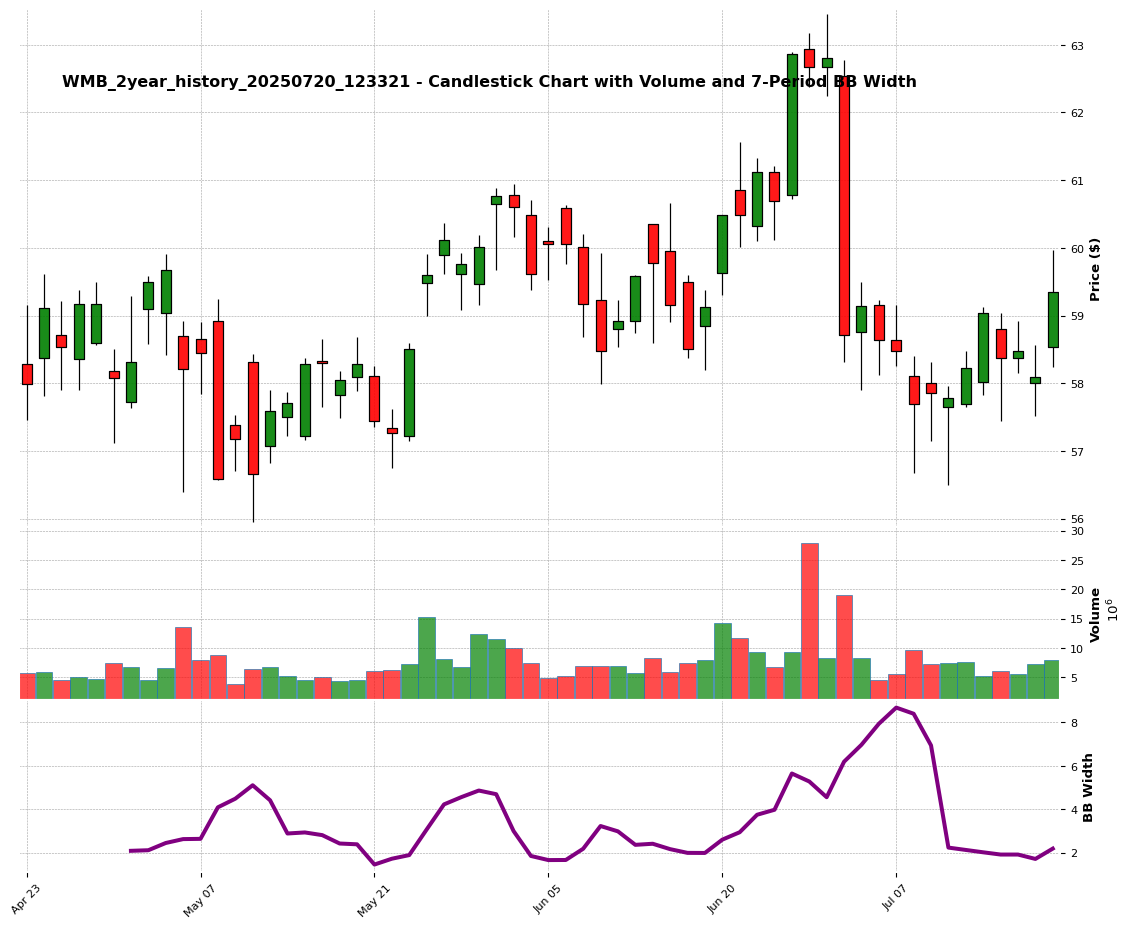 WMB_2year_history_20250720_123321 - Candlestick Chart with Volume and 7-Period BB Width
63
62
61
60
59
58
57
56
Price ($)
30
25
20
15
10
5
Volume
10^6
8
6
4
2
BB Width
Apr 23
May 07
May 21
Jun 05
Jun 20
Jul 07